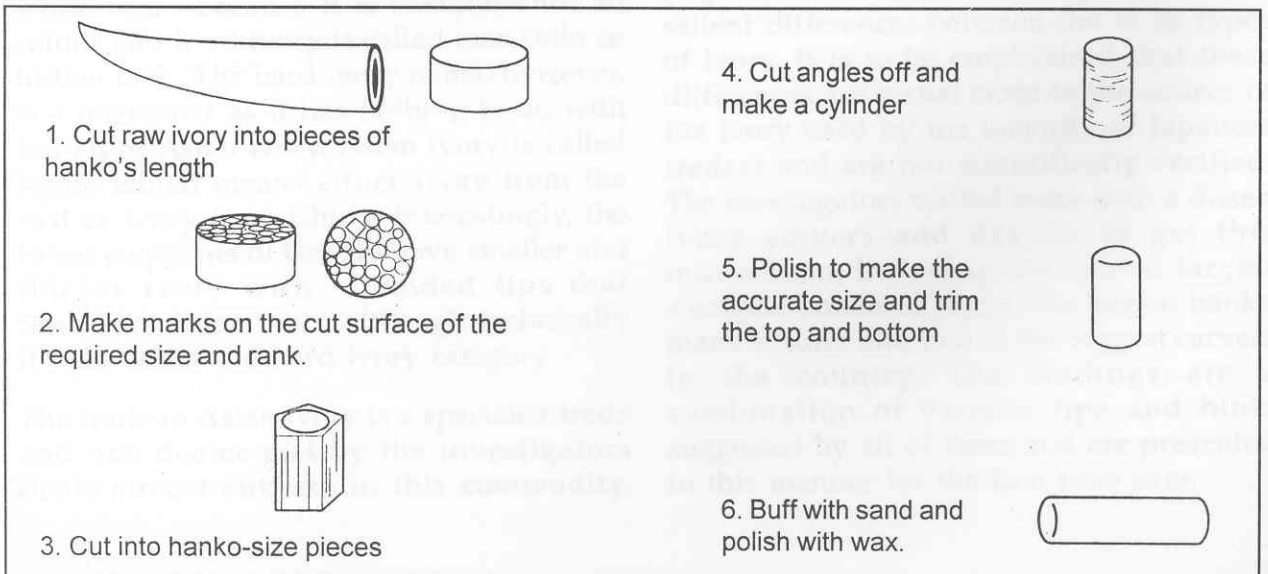 1. Cut raw ivory into pieces of
hanko's length
2. Make marks on the cut surface of the
required size and rank.
3. Cut into hanko-size pieces
4. Cut angles off and
make a cylinder
5. Polish to make the
accurate size and trim
the top and bottom
6. Buff with sand and
polish with wax.